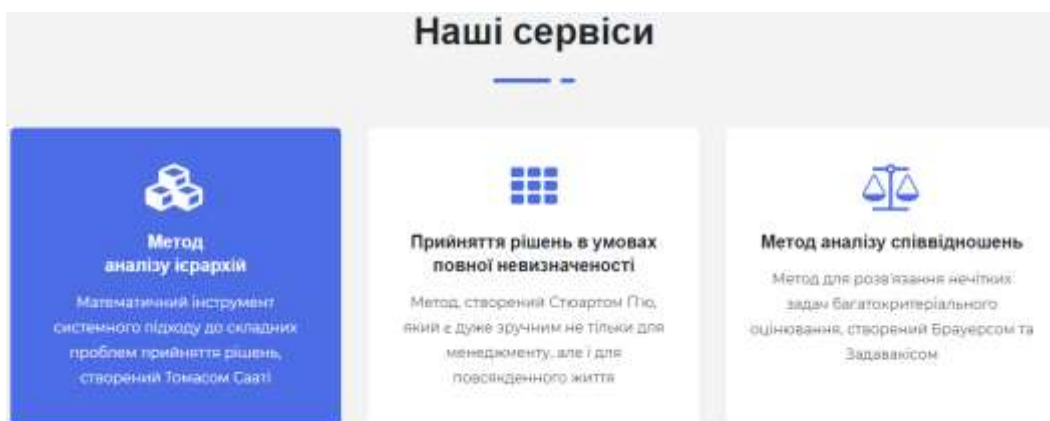 Наші сервіси
Метод
аналізу ієрархій
Математичний інструмент
системного підходу до складних
проблем прийняття рішень,
створений Томасом Сааті
Прийняття рішень в умовах
повної невизначеності
Метод, створений Стюартом П'ю,
який є дуже зручним не тільки для
менеджменту, але і для
повсякденного життя
Метод аналізу співвідношень
Метод для розв'язання нечітких
задач багатокритеріального
оцінювання, створений Брауерсом та
Задавакісом